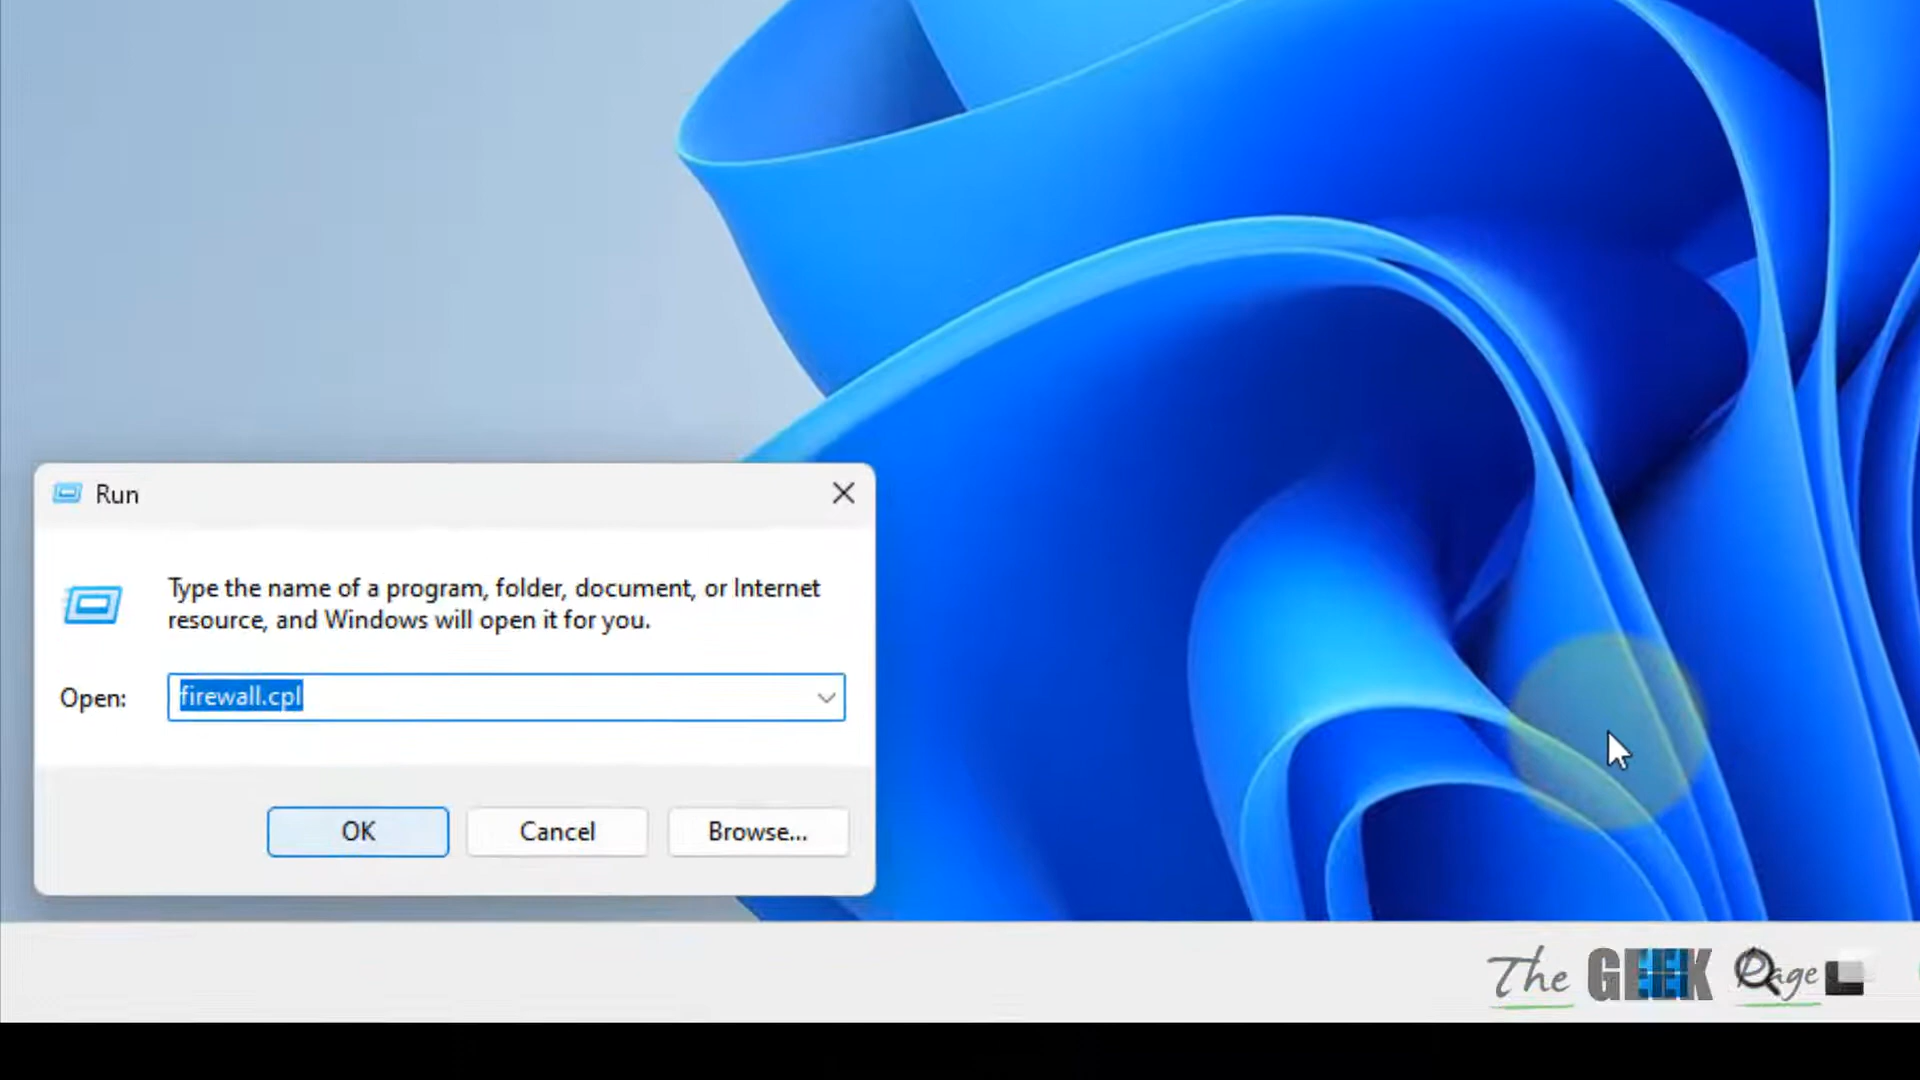 Run
Type the name of a program, folder, document, or Internet
resource, and Windows will open it for you.
Open:
firewall.cpl
OK
Cancel
Browse...
The GEEK Page